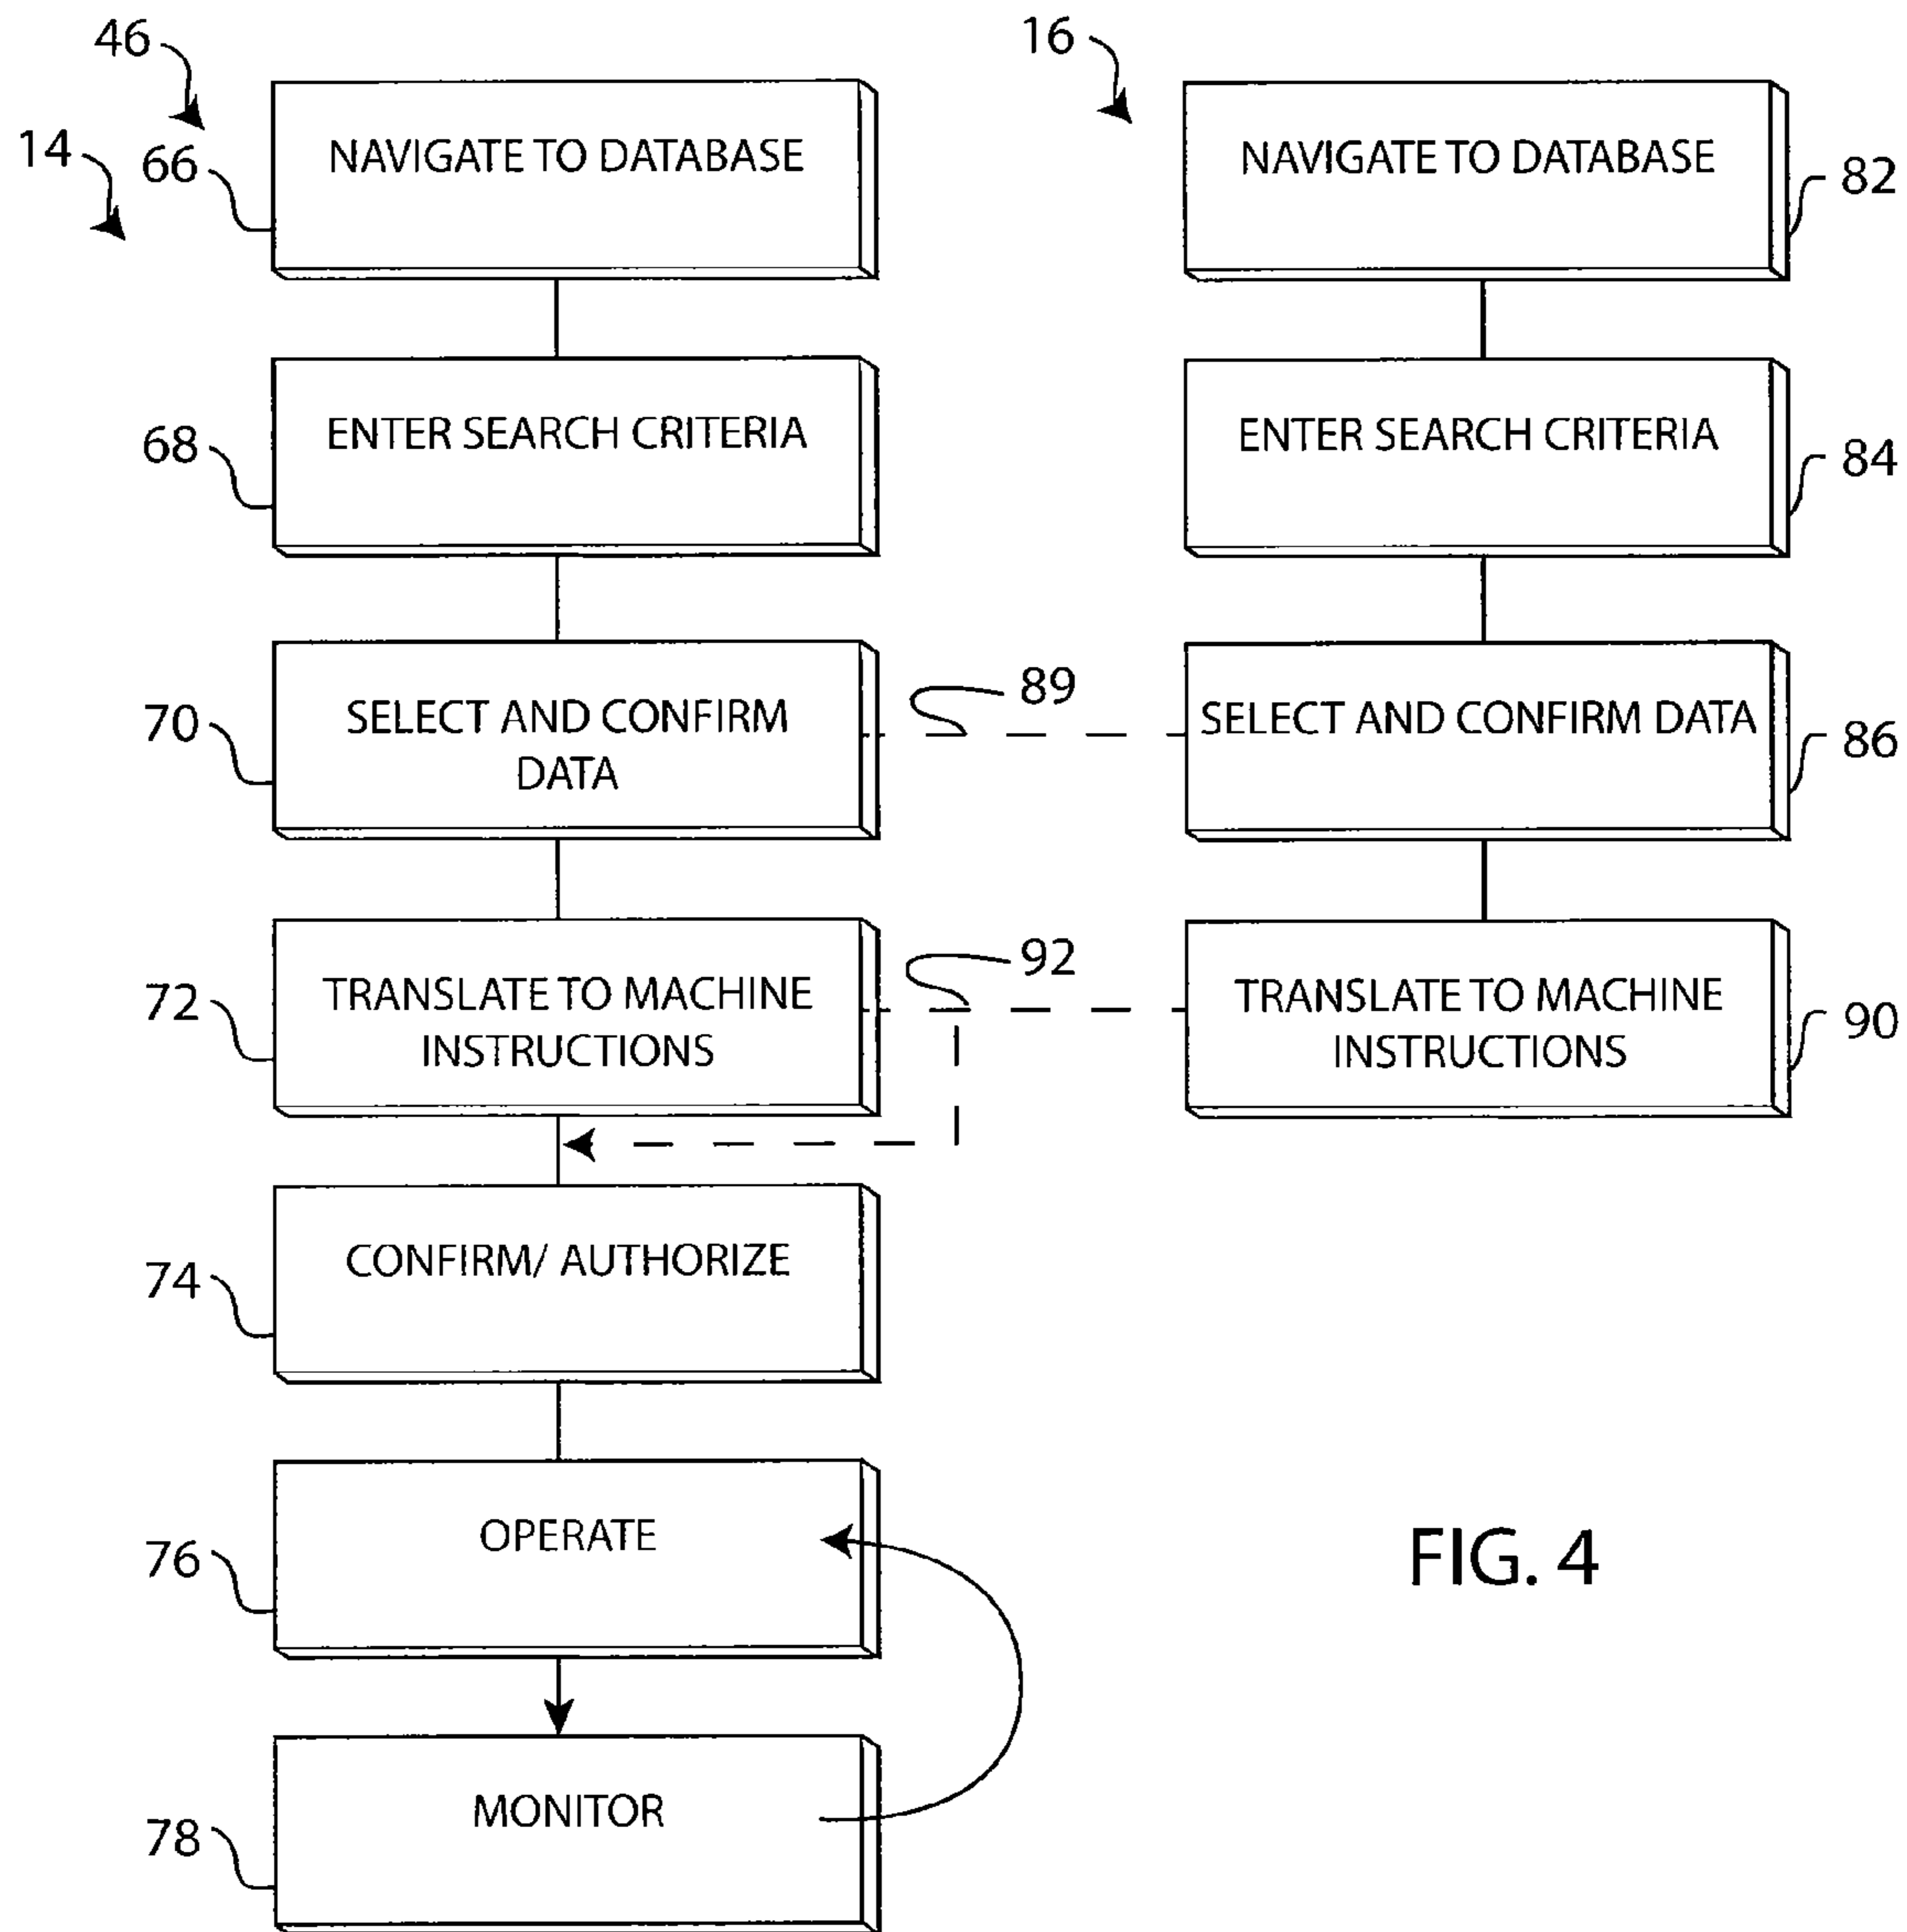 46
14
66
NAVIGATE TO DATABASE
16
NAVIGATE TO DATABASE
82
68
ENTER SEARCH CRITERIA
ENTER SEARCH CRITERIA
84
70
SELECT AND CONFIRM
DATA
89
SELECT AND CONFIRM DATA
86
72
TRANSLATE TO MACHINE
INSTRUCTIONS
92
TRANSLATE TO MACHINE
INSTRUCTIONS
90
74
CONFIRM/ AUTHORIZE
76
OPERATE
FIG. 4
78
MONITOR